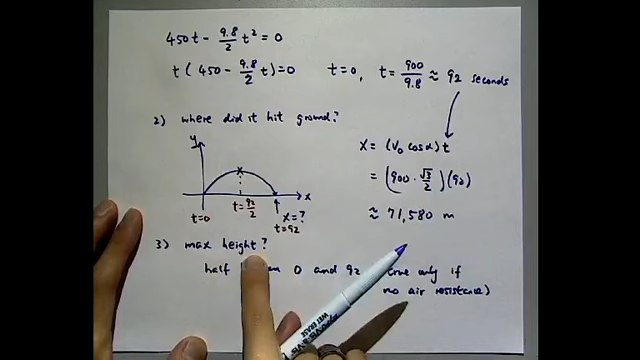 450t - 9.8/2 t² = 0
t(450 - 9.8/2 t) = 0 t=0, t = 900/9.8 ≈ 92 seconds
2) where did it hit ground?
y
x
t=0
t=92/2
x=?
t=92
x = (V₀ cos α) t
= (900 · √3/2)(92)
≈ 71,580 m
3) max height?
half 0 and 92 only if
no air resistance)
WET ERASE